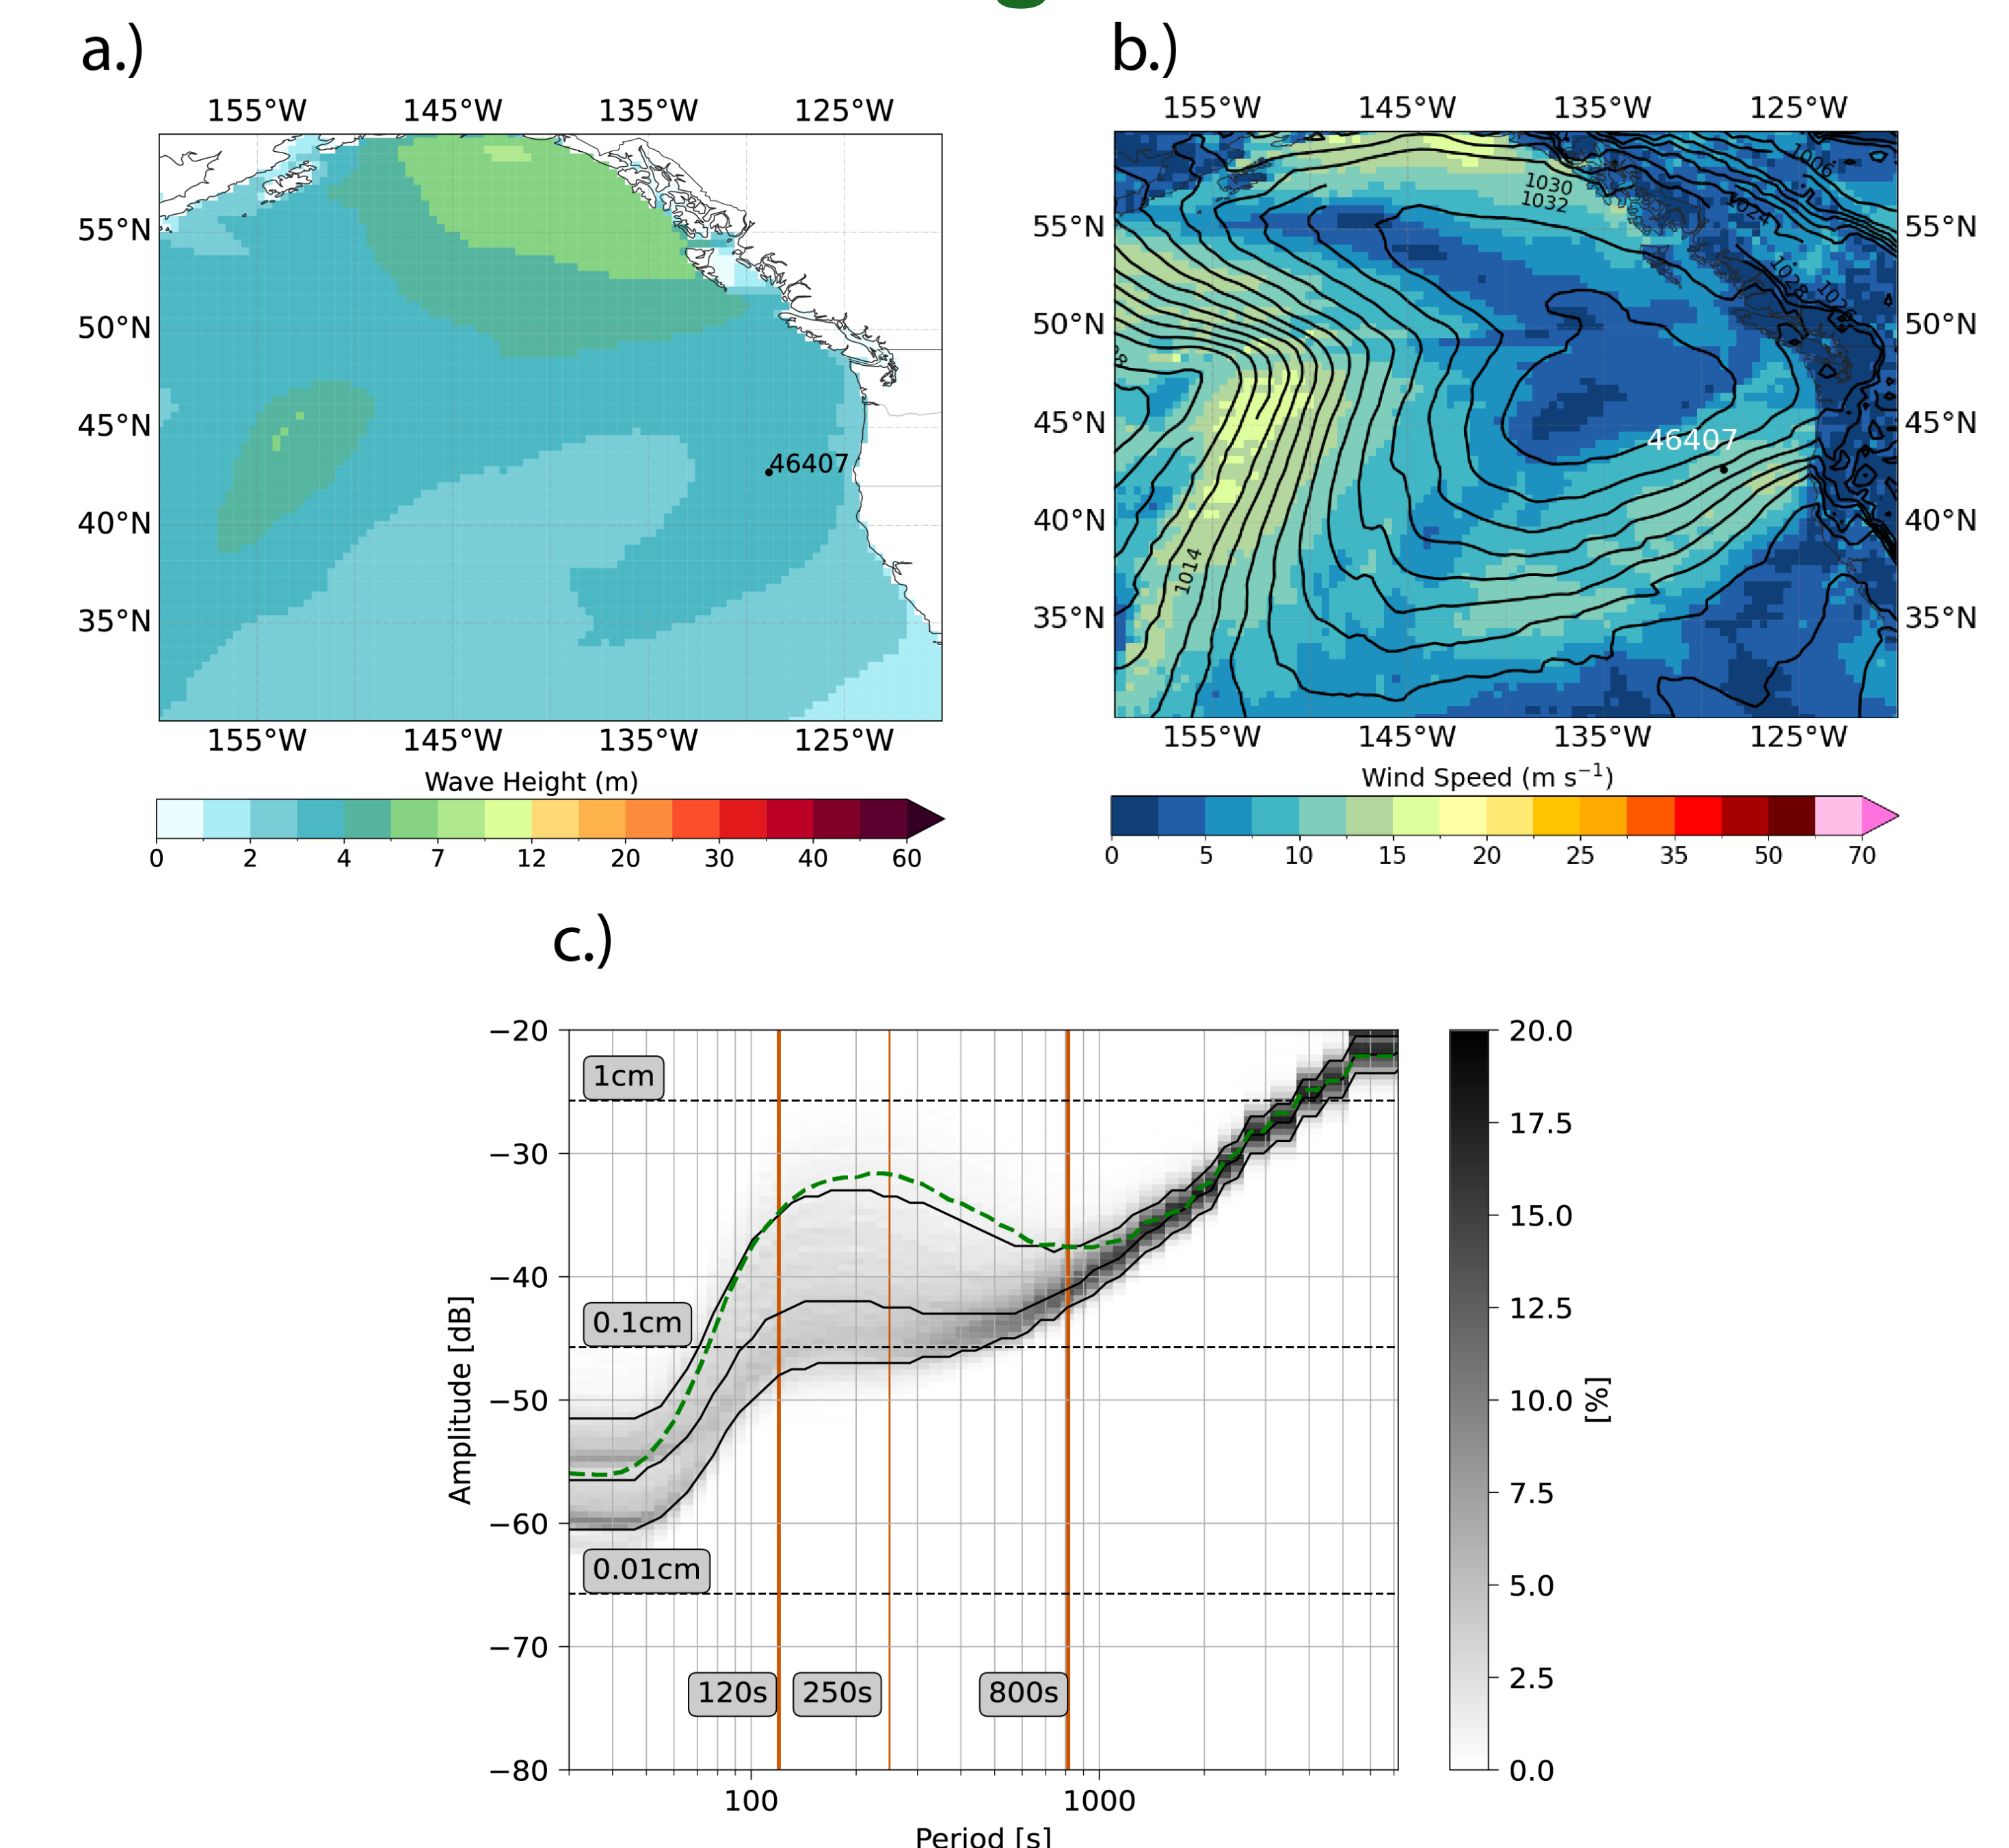 a.)
b.)
155°W 145°W 135°W 125°W
155°W 145°W 135°W 125°W
55°N
50°N
45°N
40°N
35°N
46407
155°W 145°W 135°W 125°W
Wave Height (m)
0 2 4 7 12 20 30 40 60
55°N 55°N
50°N 50°N
45°N 45°N
40°N 40°N
35°N 35°N
1006
1030
1032
1024
1028
1014
46407
155°W 145°W 135°W 125°W
Wind Speed (m s⁻¹)
0 5 10 15 20 25 35 50 70
c.)
Amplitude [dB]
−20
−30
−40
−50
−60
−70
−80
1cm
0.1cm
0.01cm
120s 250s 800s
100 1000
Period [s]
20.0
17.5
15.0
12.5
10.0
7.5
5.0
2.5
0.0
[%]